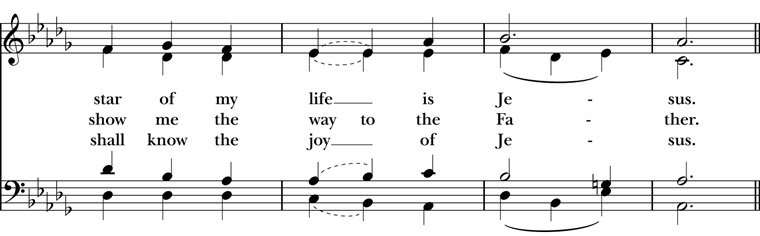 star of my life is Je - sus.
show me the way to the Fa - ther.
shall know the joy of Je - sus.